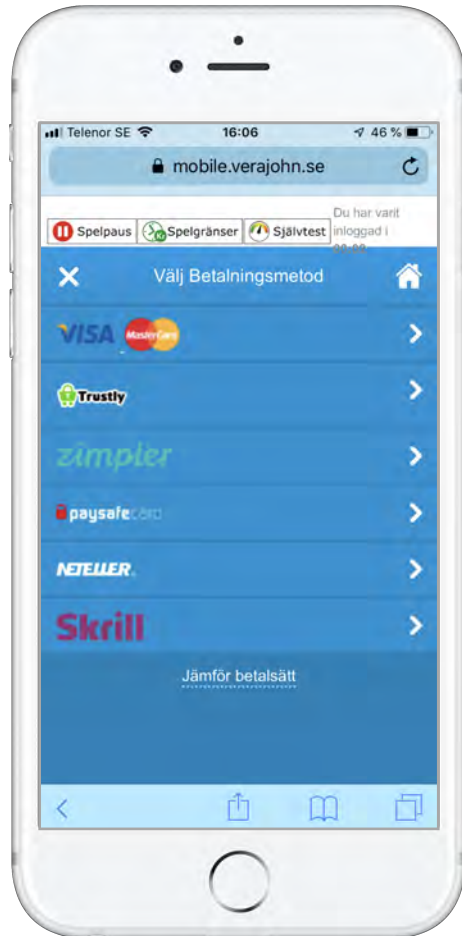 Telenor SE 16:06 46 %
mobile.verajohn.se
Spelpaus Spelgränser Självtest Du har varit
inloggad i
Välj Betalningsmetod
VISA MasterCard
Trustly
zimpler
paysafecard
NETELLER
Skrill
Jämför betalsätt